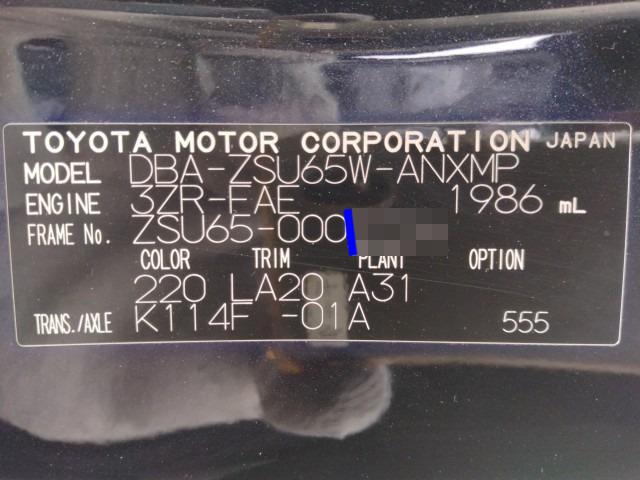 TOYOTA MOTOR CORPORATION JAPAN
MODEL DBA-ZSU65W-ANXMP
ENGINE 3ZR-FAE 1986 mL
FRAME No. ZSU65-000
COLOR TRIM PLANT OPTION
220 LA20 A31
TRANS./AXLE K114F -01A 555